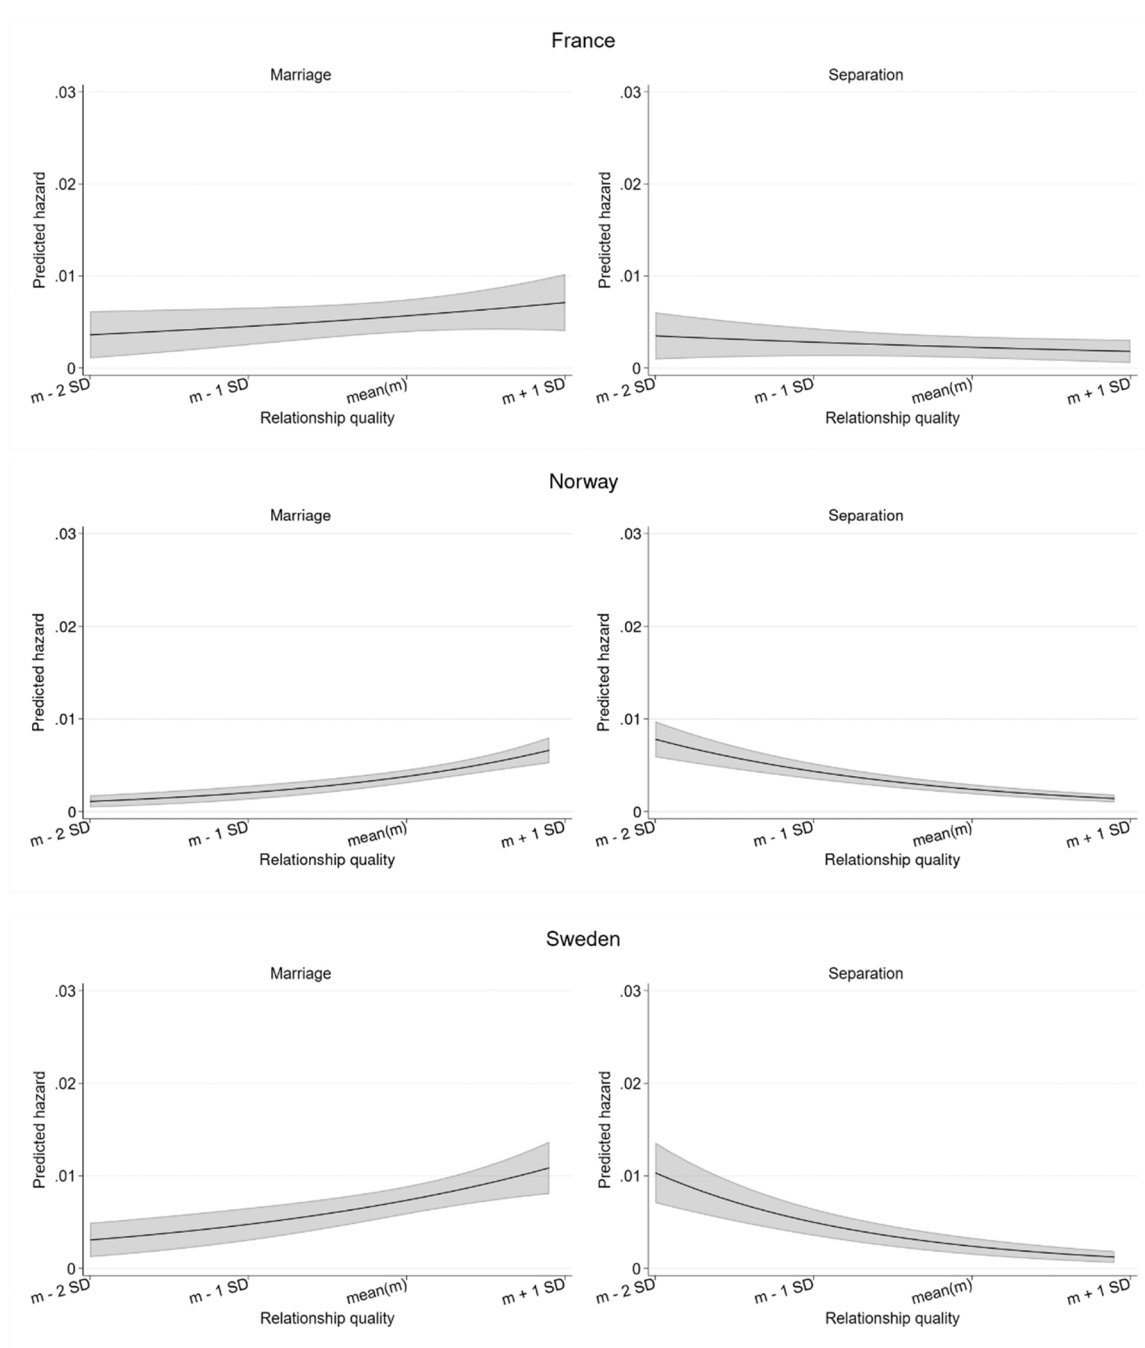 France
Marriage
Separation
.03
.02
.01
0
Predicted hazard
m - 2 SD
m - 1 SD
mean(m)
m + 1 SD
Relationship quality
.03
.02
.01
0
Predicted hazard
m - 2 SD
m - 1 SD
mean(m)
m + 1 SD
Relationship quality
Norway
Marriage
Separation
.03
.02
.01
0
Predicted hazard
m - 2 SD
m - 1 SD
mean(m)
m + 1 SD
Relationship quality
.03
.02
.01
0
Predicted hazard
m - 2 SD
m - 1 SD
mean(m)
m + 1 SD
Relationship quality
Sweden
Marriage
Separation
.03
.02
.01
0
Predicted hazard
m - 2 SD
m - 1 SD
mean(m)
m + 1 SD
Relationship quality
.03
.02
.01
0
Predicted hazard
m - 2 SD
m - 1 SD
mean(m)
m + 1 SD
Relationship quality